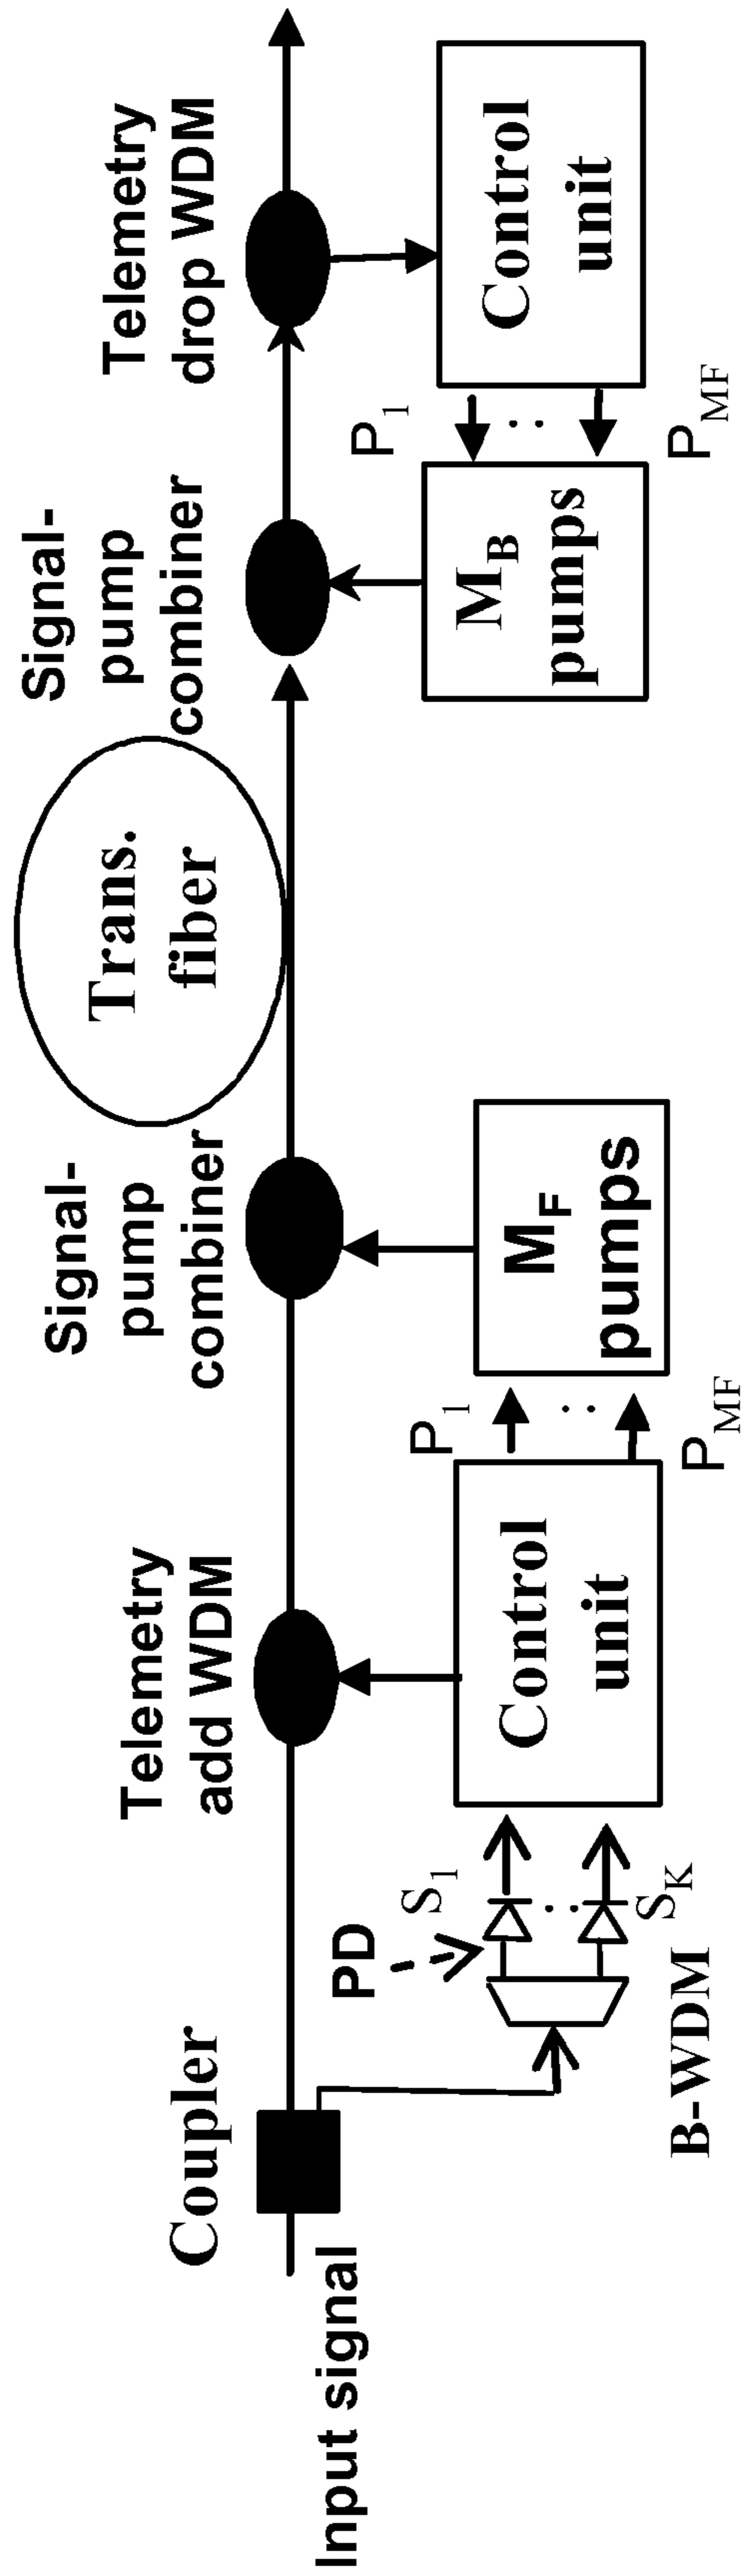 Input signal
Coupler
B-WDM
PD
S1
SK
Telemetry
add WDM
Control
unit
P1
PMF
MF
pumps
Signal-
pump
combiner
Trans.
fiber
Signal-
pump
combiner
MB
pumps
P1
PMF
Telemetry
drop WDM
Control
unit